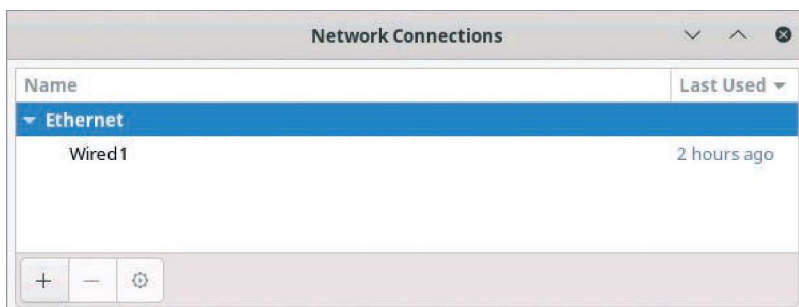 Network Connections
Name Last Used
Ethernet
Wired1 2 hours ago